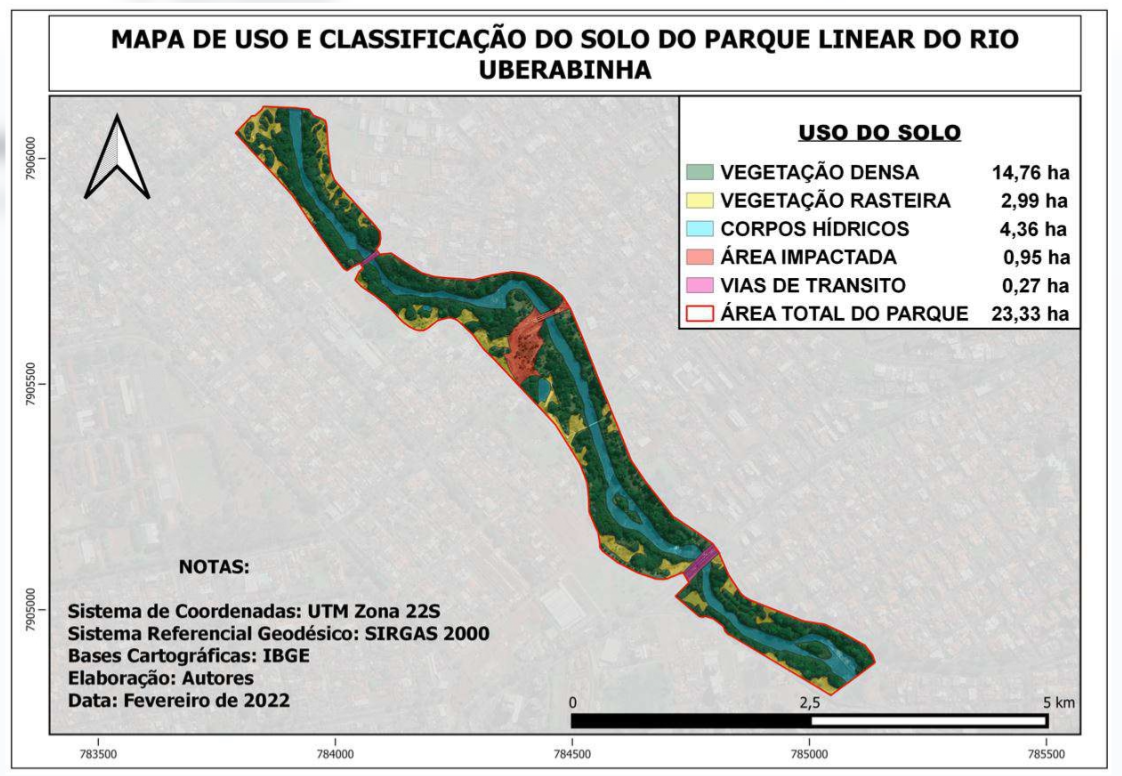 MAPA DE USO E CLASSIFICAÇÃO DO SOLO DO PARQUE LINEAR DO RIO
UBERABINHA
USO DO SOLO
VEGETAÇÃO DENSA 14,76 ha
VEGETAÇÃO RASTEIRA 2,99 ha
CORPOS HÍDRICOS 4,36 ha
ÁREA IMPACTADA 0,95 ha
VIAS DE TRANSITO 0,27 ha
ÁREA TOTAL DO PARQUE 23,33 ha
7906000
7905500
7905000
NOTAS:
Sistema de Coordenadas: UTM Zona 22S
Sistema Referencial Geodésico: SIRGAS 2000
Bases Cartográficas: IBGE
Elaboração: Autores
Data: Fevereiro de 2022
0 2,5 5 km
783500 784000 784500 785000 785500